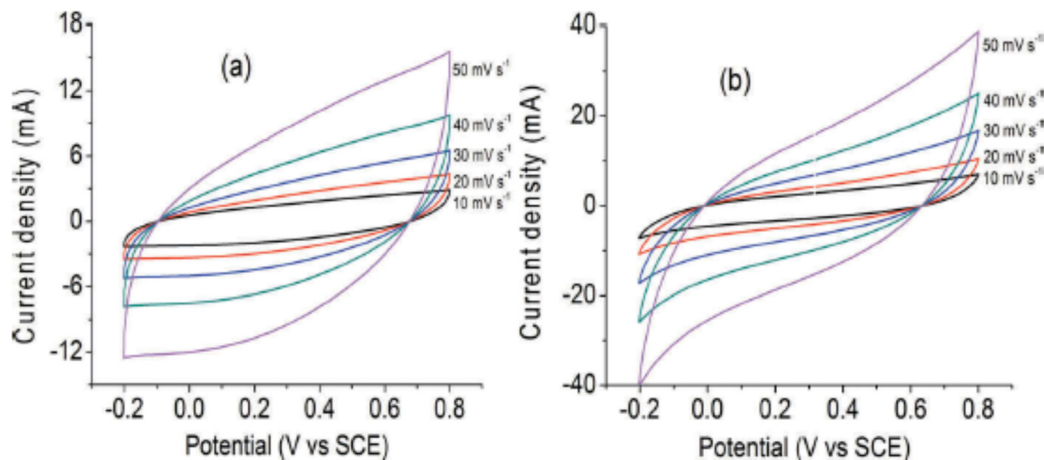 (a)
Current density (mA)
18
12
6
0
-6
-12
50 mV s⁻¹
40 mV s⁻¹
30 mV s⁻¹
20 mV s⁻¹
10 mV s⁻¹
-0.2 0.0 0.2 0.4 0.6 0.8
Potential (V vs SCE)
(b)
Current density (mA)
40
20
0
-20
-40
50 mV s⁻¹
40 mV s⁻¹
30 mV s⁻¹
20 mV s⁻¹
10 mV s⁻¹
-0.2 0.0 0.2 0.4 0.6 0.8
Potential (V vs SCE)